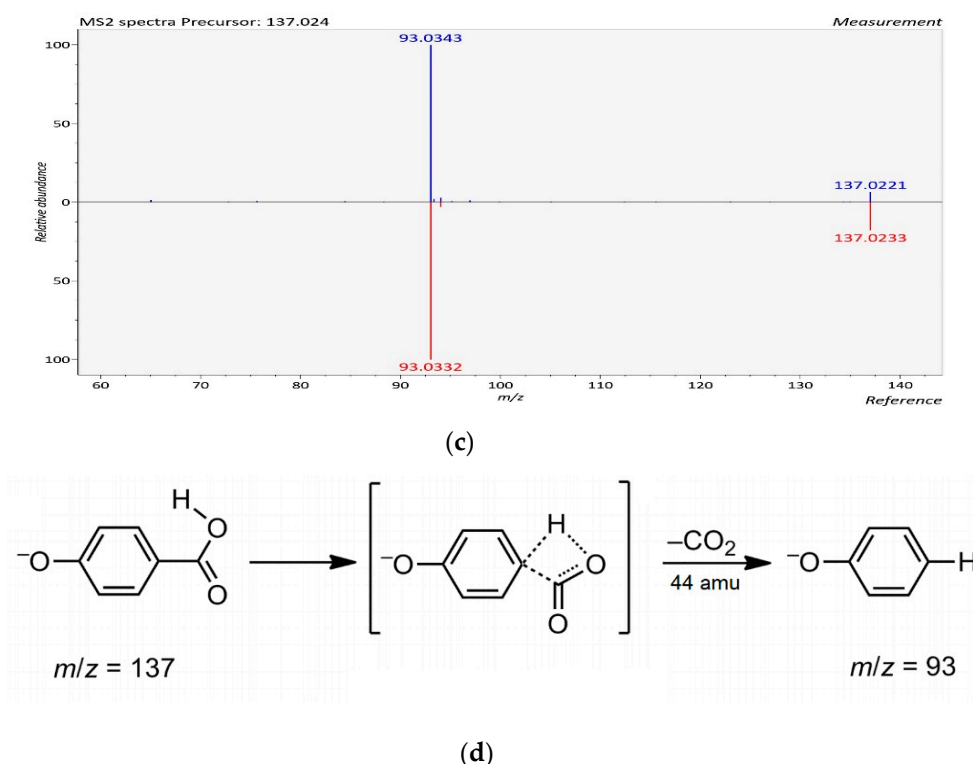 MS2 spectra Precursor: 137.024
Measurement
93.0343
100
50
137.0221
0
137.0233
50
100
93.0332
60 70 80 90 100 110 120 130 140
m/z
Reference
Relative abundance
(c)
H
O
⁻O
O
m/z = 137
H
⁻O
O
O
–CO₂
44 amu
⁻O
H
m/z = 93
(d)